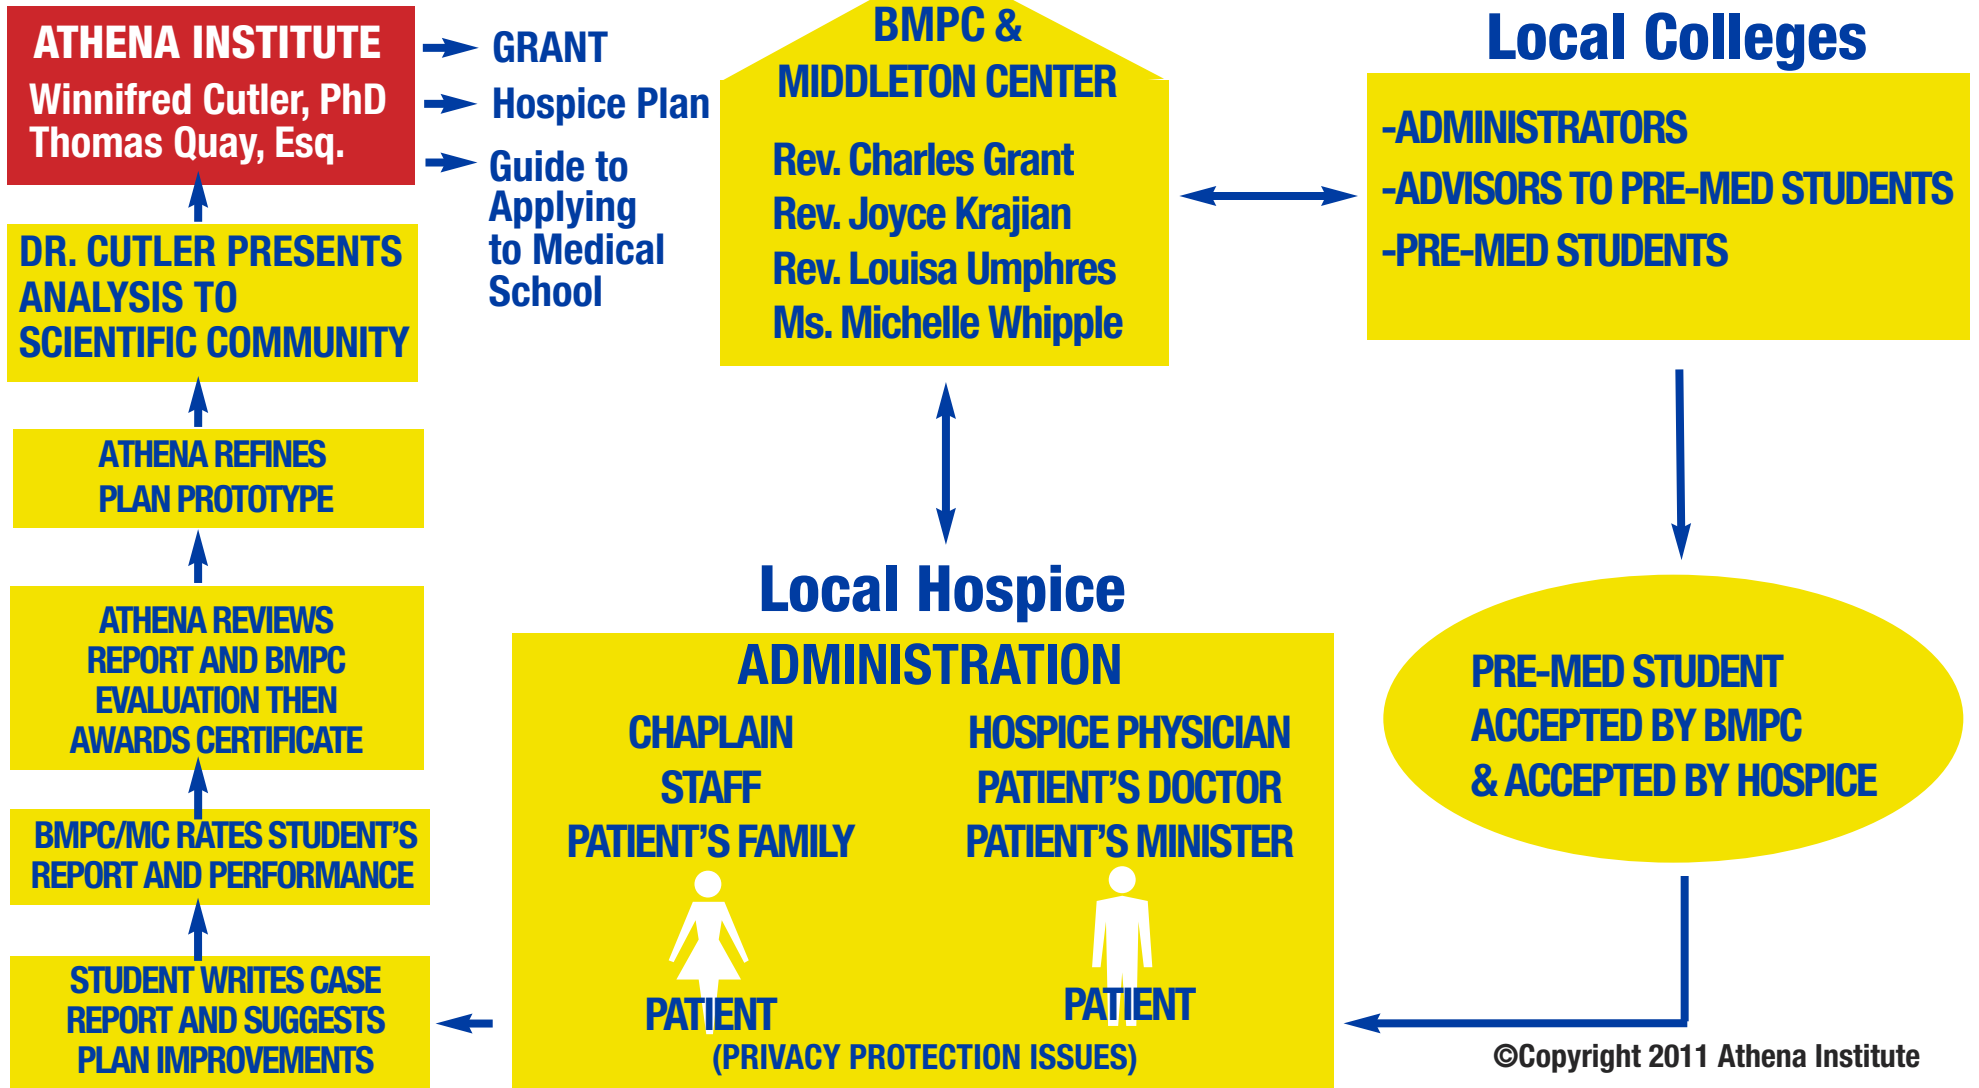 ATHENA INSTITUTE
Winnifred Cutler, PhD
Thomas Quay, Esq.
GRANT
Hospice Plan
Guide to
Applying
to Medical
School
BMPC &
MIDDLETON CENTER
Rev. Charles Grant
Rev. Joyce Krajian
Rev. Louisa Umphres
Ms. Michelle Whipple
Local Colleges
-ADMINISTRATORS
-ADVISORS TO PRE-MED STUDENTS
-PRE-MED STUDENTS
PRE-MED STUDENT
ACCEPTED BY BMPC
& ACCEPTED BY HOSPICE
Local Hospice
ADMINISTRATION
CHAPLAIN
STAFF
PATIENT’S FAMILY
PATIENT
HOSPICE PHYSICIAN
PATIENT’S DOCTOR
PATIENT’S MINISTER
PATIENT
(PRIVACY PROTECTION ISSUES)
DR. CUTLER PRESENTS
ANALYSIS TO
SCIENTIFIC COMMUNITY
ATHENA REFINES
PLAN PROTOTYPE
ATHENA REVIEWS
REPORT AND BMPC
EVALUATION THEN
AWARDS CERTIFICATE
BMPC/MC RATES STUDENT’S
REPORT AND PERFORMANCE
STUDENT WRITES CASE
REPORT AND SUGGESTS
PLAN IMPROVEMENTS
©Copyright 2011 Athena Institute